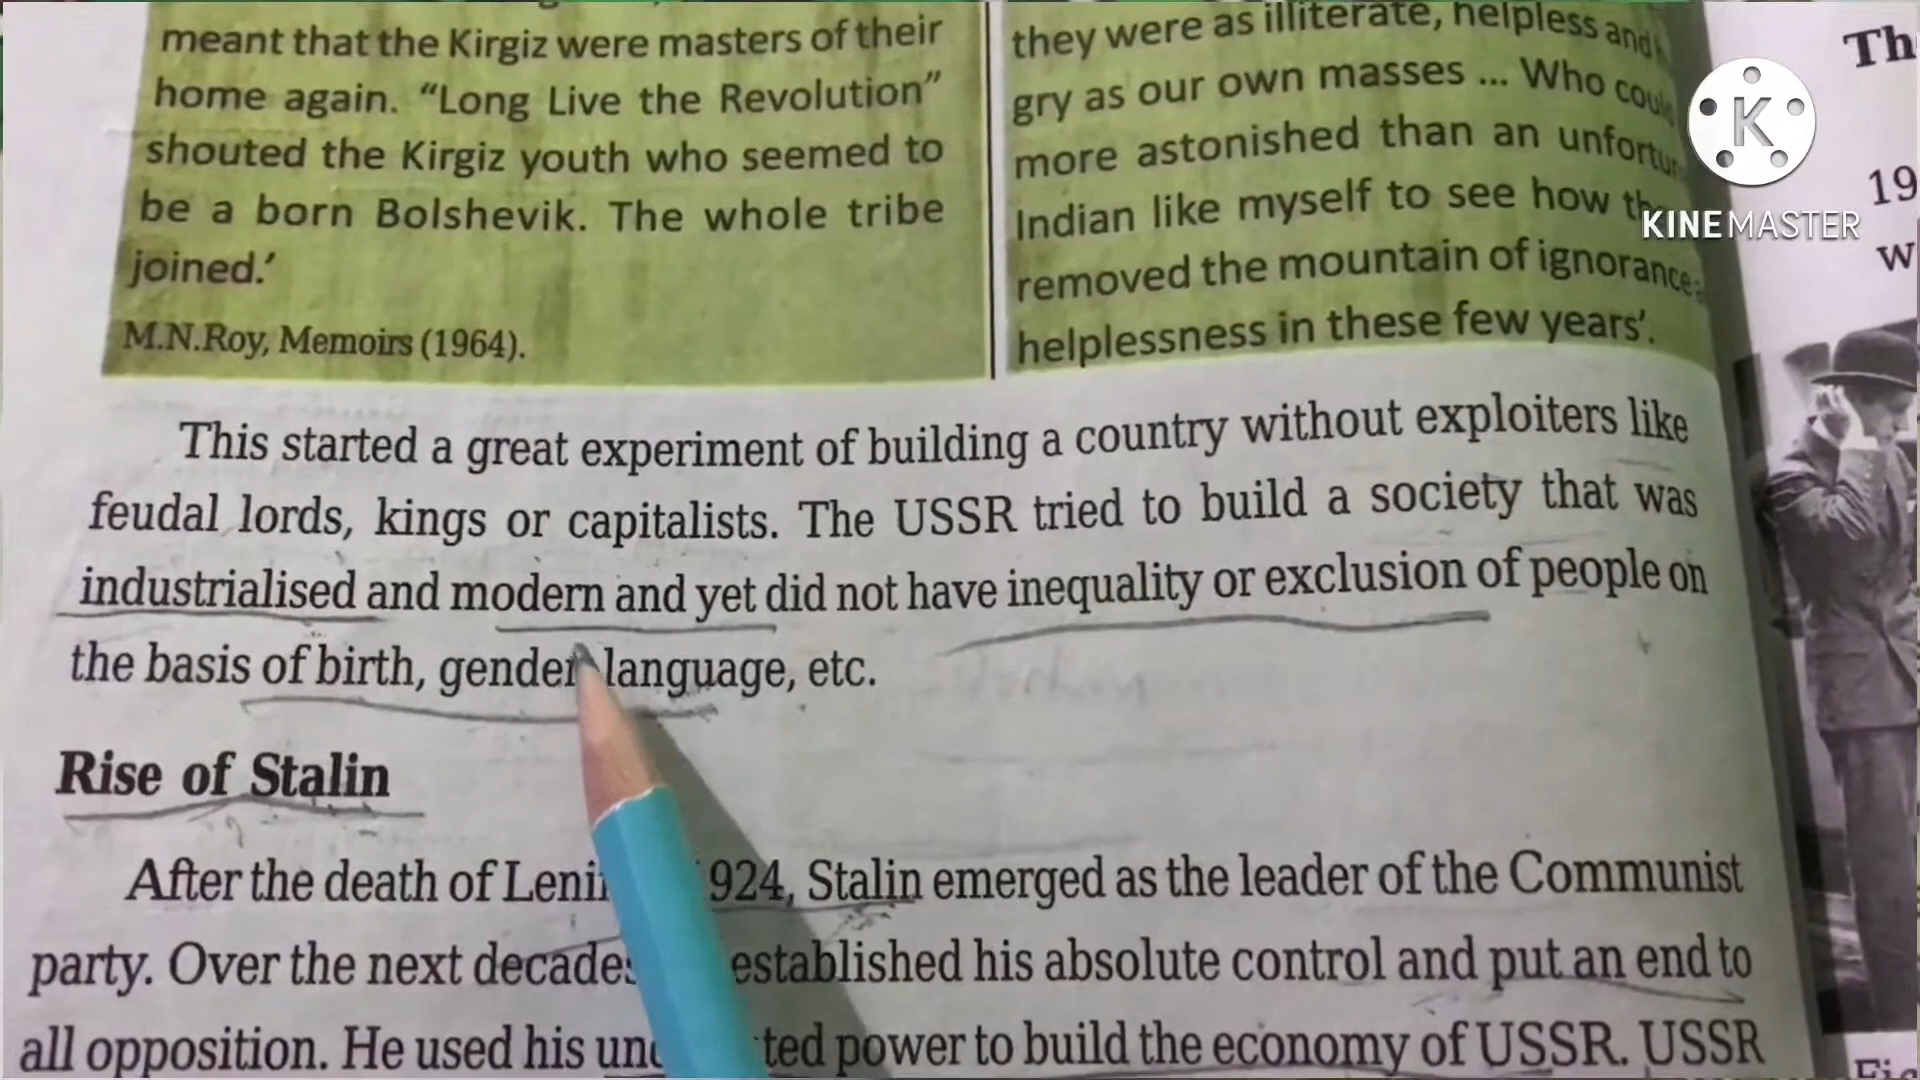 meant that the Kirgiz were masters of their
home again. “Long Live the Revolution”
shouted the Kirgiz youth who seemed to
be a born Bolshevik. The whole tribe
joined.’
M.N.Roy, Memoirs (1964).
they were as illiterate, helpless and
gry as our own masses ... Who
more astonished than an
Indian like myself to see how
removed the mountain of ignorance
helplessness in these few years’.
This started a great experiment of building a country without exploiters like
feudal lords, kings or capitalists. The USSR tried to build a society that was
industrialised and modern and yet did not have inequality or exclusion of people on
the basis of birth, gender language, etc.
Rise of Stalin
After the death of 924, Stalin emerged as the leader of the Communist
party. Over the next established his absolute control and put an end to
all opposition. He used his power to build the economy of USSR. USSR
Th
19
w
K
KINEMASTER